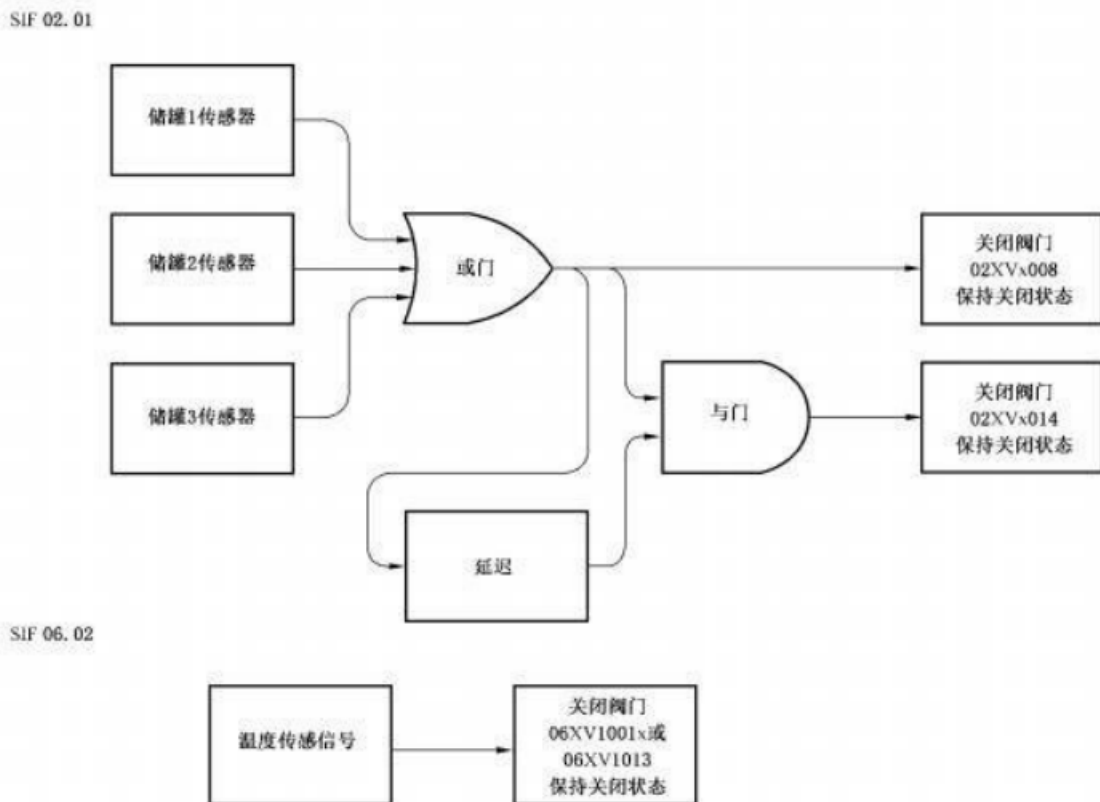 SIF 02.01
储罐1传感器
储罐2传感器
或门
关闭阀门
02XVx008
保持关闭状态
储罐3传感器
与门
关闭阀门
02XVx014
保持关闭状态
延迟
SIF 06.02
温度传感信号
关闭阀门
06XV1001x或
06XV1013
保持关闭状态